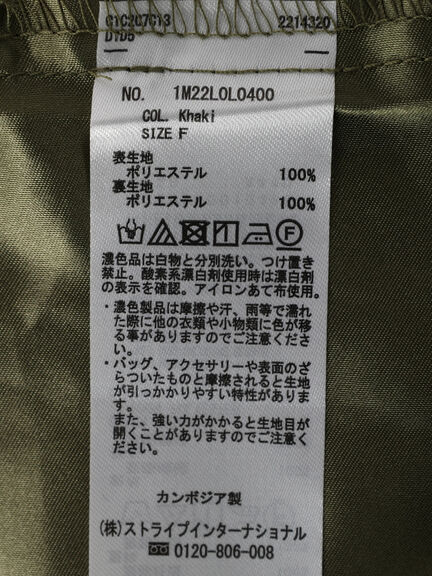 G1C2C7C13
2214320
D1D5
NO. 1M22L0L0400
COL. Khaki
SIZE F
表生地
ポリエステル 100%
裏生地
ポリエステル 100%
濃色品は白物と分別洗い。つけ置き
禁止。酸素系漂白剤使用時は漂白剤
の表示を確認。アイロンあて布使用。
・濃色製品は摩擦や汗、雨等で濡れ
た際に他の衣類や小物類に色が移
る事がありますのでご注意くださ
い。
・バッグ、アクセサリーや表面のざ
らついたものと摩擦されると生地
が引っかかりやすい特性がありま
す。
また、強い力がかかると生地目が
開くことがありますのでご注意く
ださい。
カンボジア製
(株)ストライプインターナショナル
0120-806-008